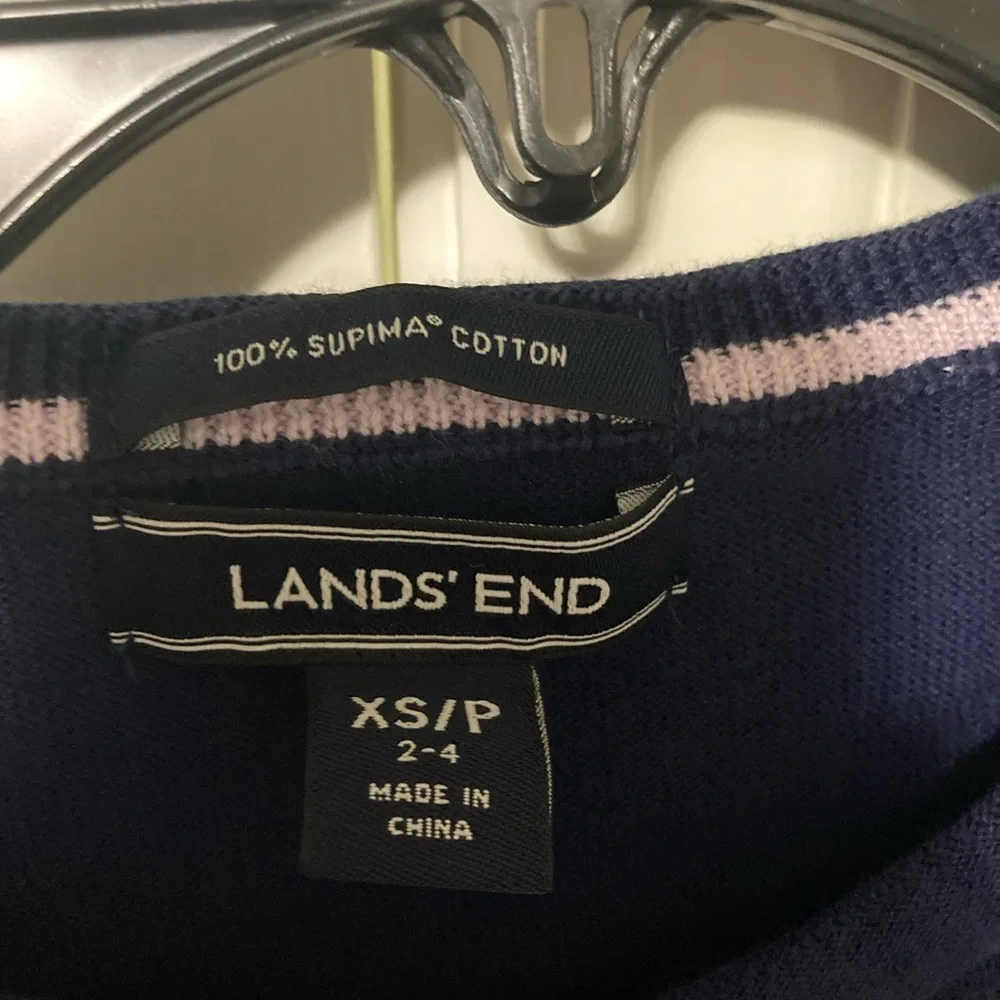 100% SUPIMA® COTTON
LANDS' END
XS/P
2-4
MADE IN
CHINA